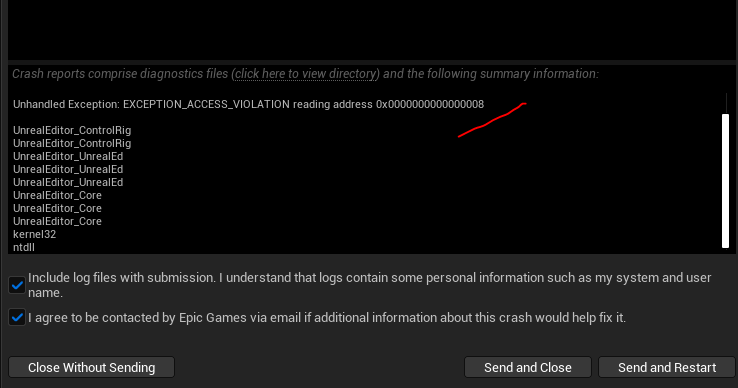 Crash reports comprise diagnostics files (click here to view directory) and the following summary information:
Unhandled Exception: EXCEPTION_ACCESS_VIOLATION reading address 0x0000000000000008
UnrealEditor_ControlRig
UnrealEditor_ControlRig
UnrealEditor_UnrealEd
UnrealEditor_UnrealEd
UnrealEditor_UnrealEd
UnrealEditor_Core
UnrealEditor_Core
UnrealEditor_Core
kernel32
ntdll
Include log files with submission. I understand that logs contain some personal information such as my system and user
name.
I agree to be contacted by Epic Games via email if additional information about this crash would help fix it.
Close Without Sending
Send and Close
Send and Restart